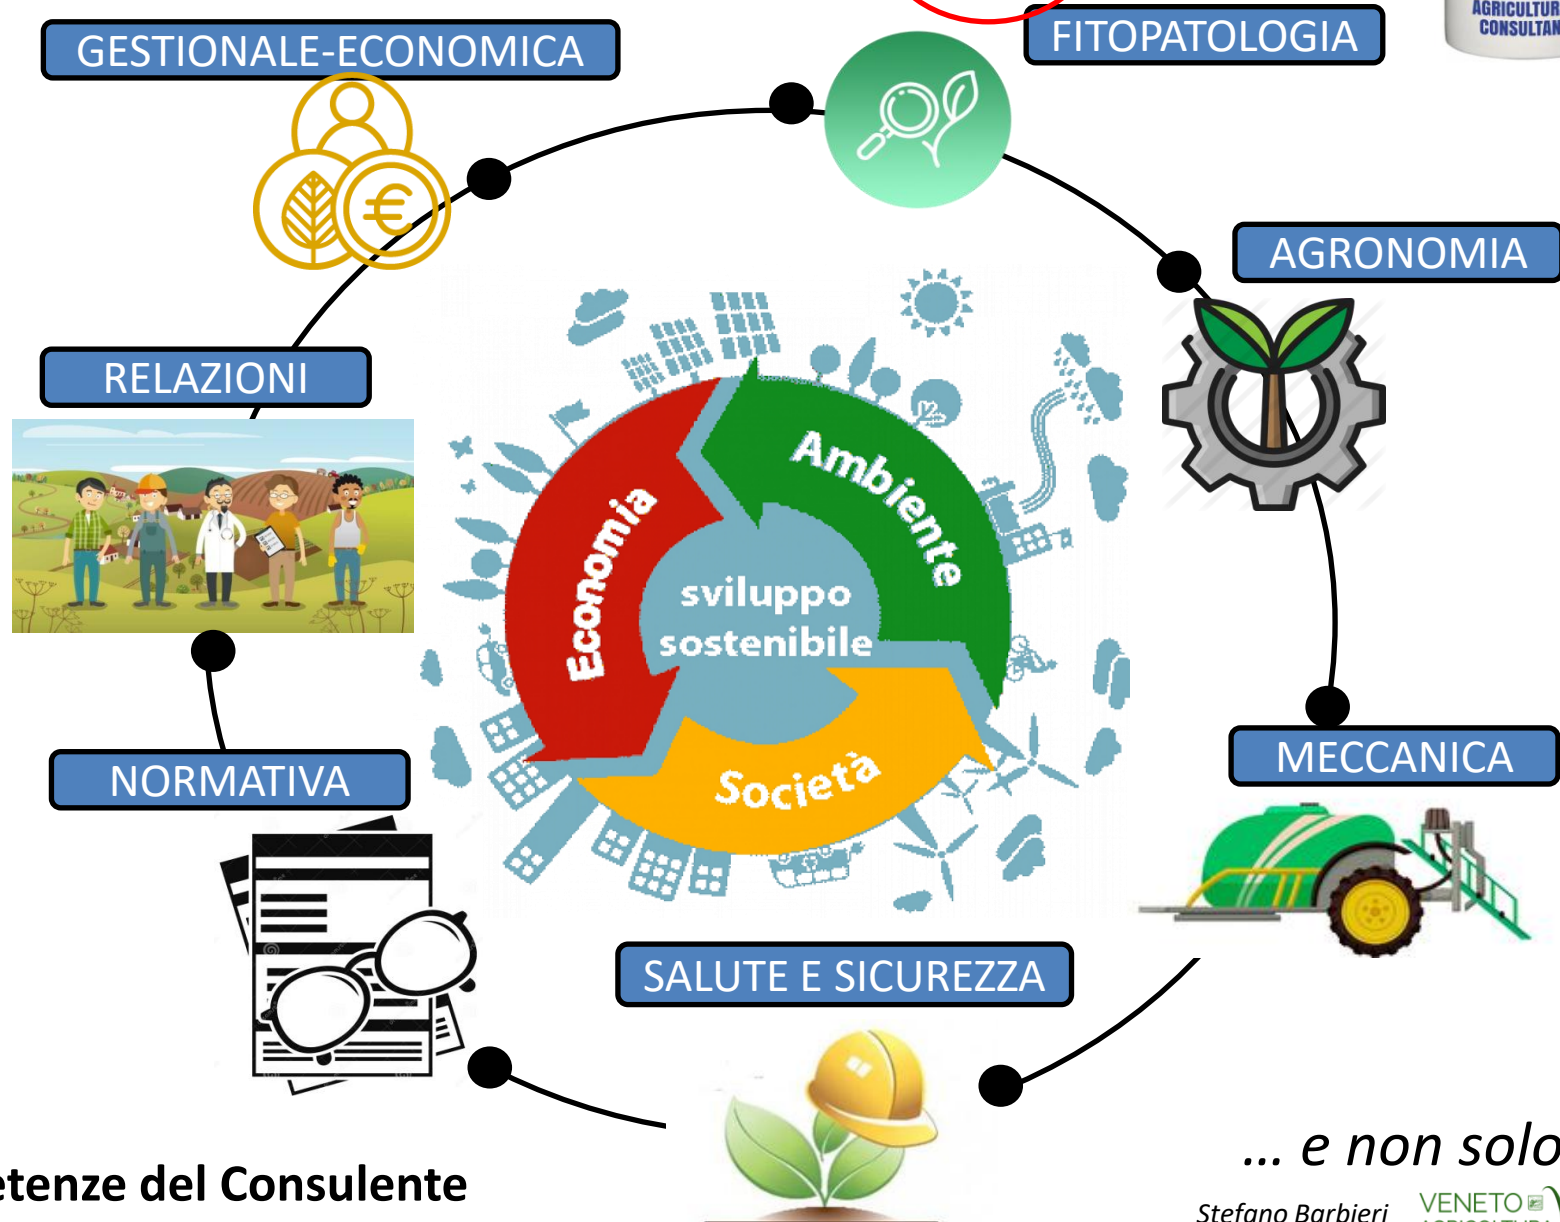 AGRICULTUR
CONSULTAN
GESTIONALE-ECONOMICA
FITOPATOLOGIA
AGRONOMIA
RELAZIONI
Ambiente
Economia
sviluppo
sostenibile
Società
NORMATIVA
MECCANICA
SALUTE E SICUREZZA
... e non solo
etenze del Consulente
Stefano Barbieri
VENETO